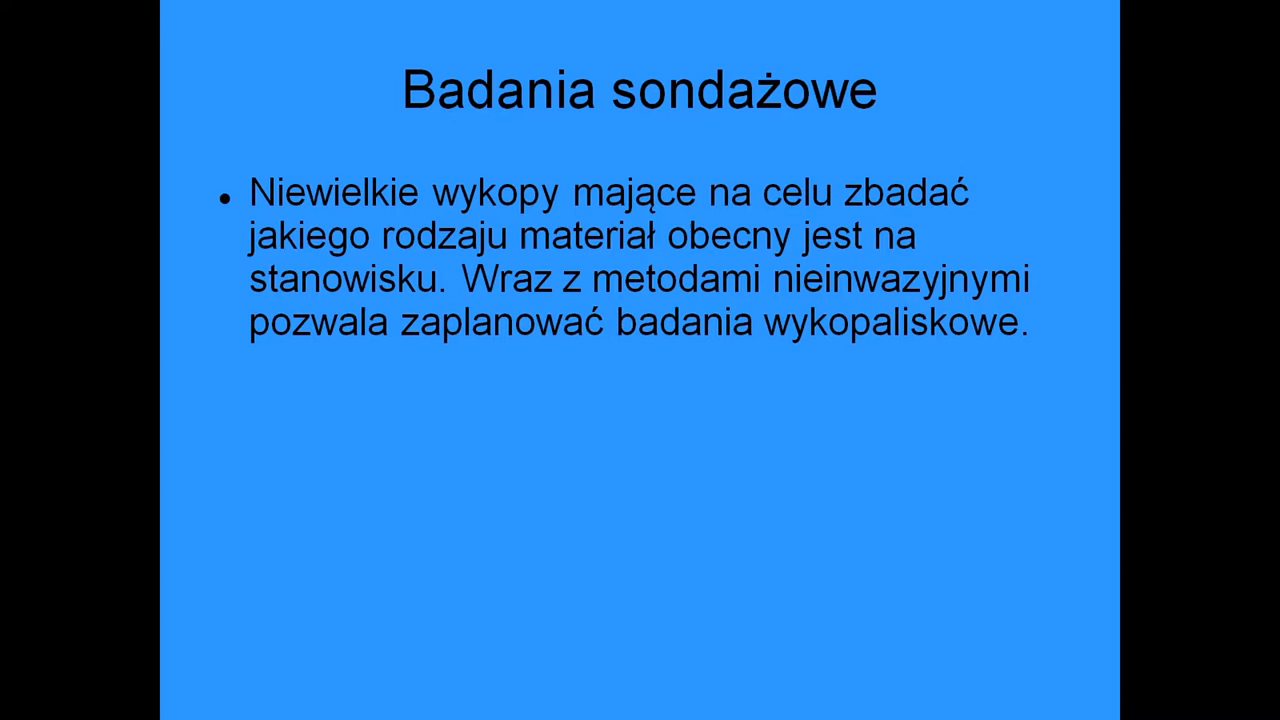 Badania sondażowe
Niewielkie wykopy mające na celu zbadać
jakiego rodzaju materiał obecny jest na
stanowisku. Wraz z metodami nieinwazyjnymi
pozwala zaplanować badania wykopaliskowe.